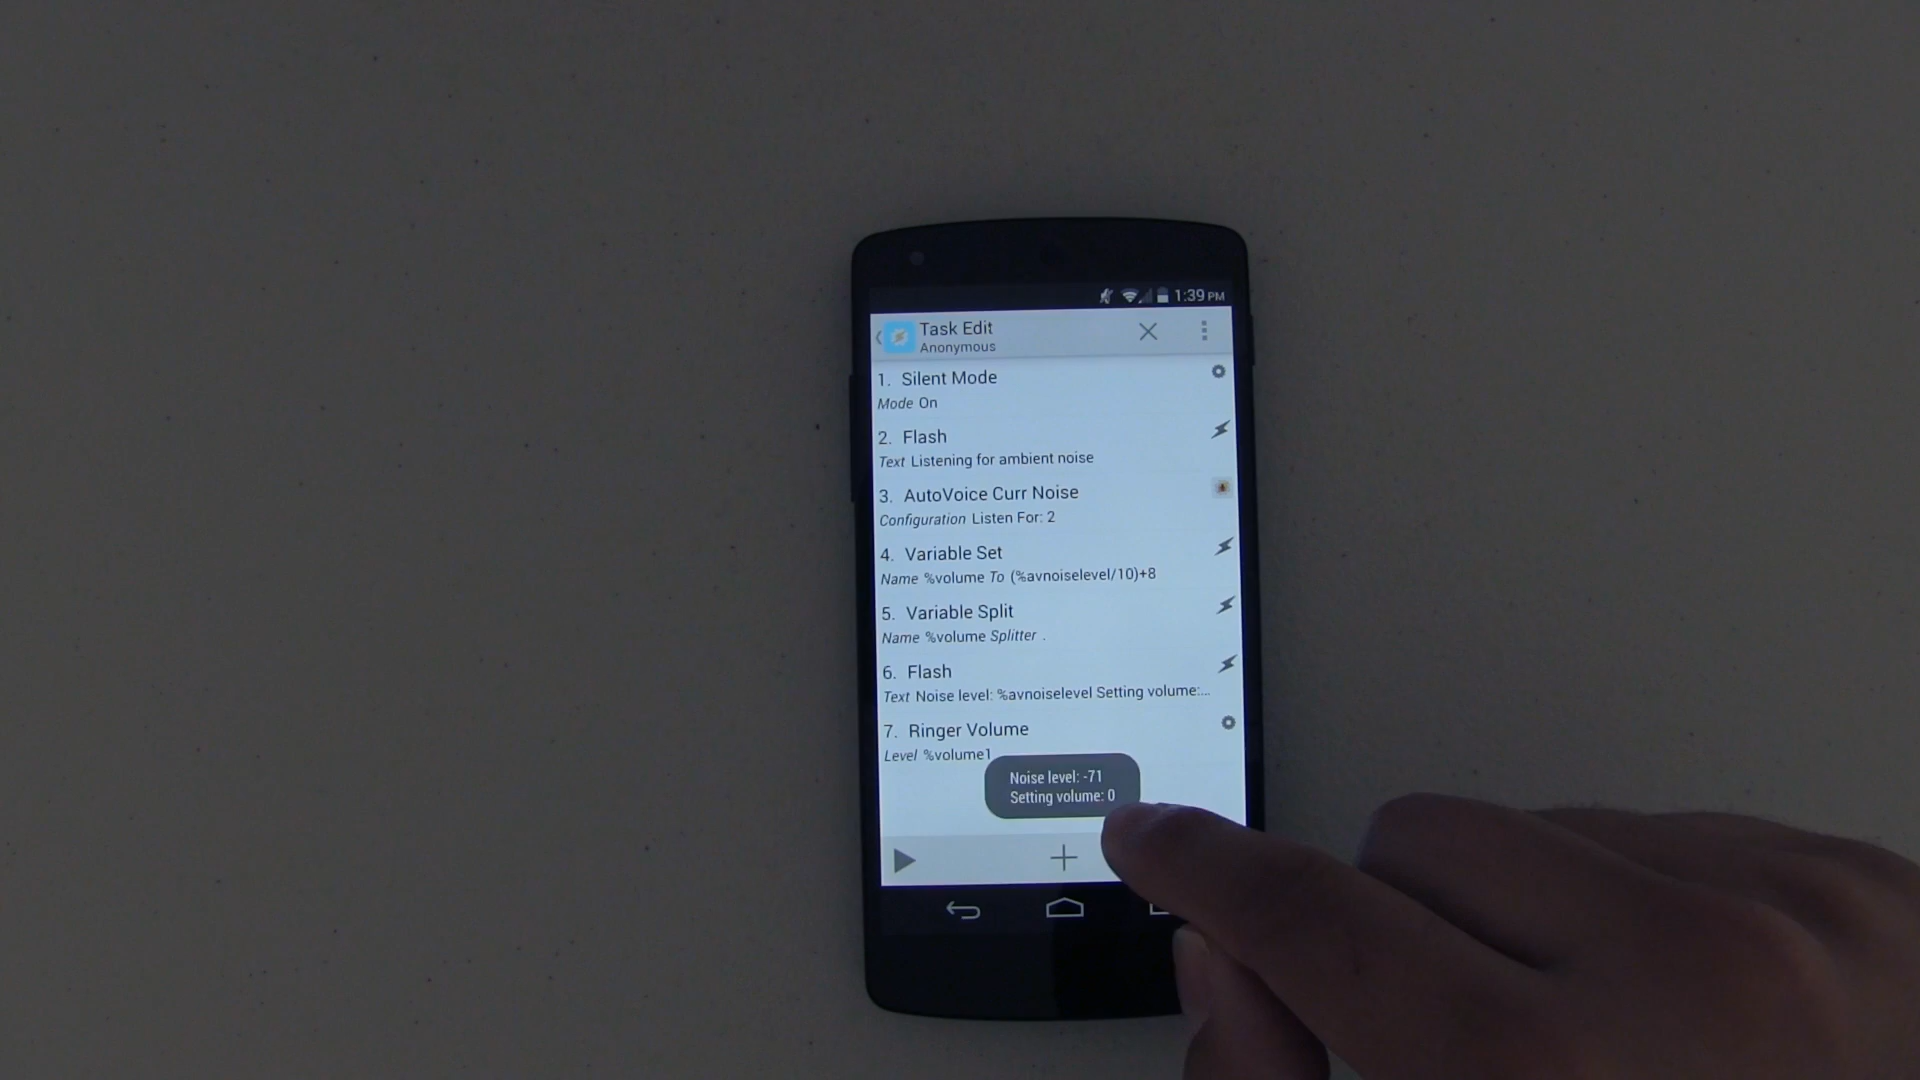 1:39 PM
Task Edit
Anonymous
1. Silent Mode
Mode On
2. Flash
Text Listening for ambient noise
3. AutoVoice Curr Noise
Configuration Listen For: 2
4. Variable Set
Name %volume To (%avnoiselevel/10)+8
5. Variable Split
Name %volume Splitter .
6. Flash
Text Noise level: %avnoiselevel Setting volume:...
7. Ringer Volume
Level %volume1
Noise level: -71
Setting volume: 0